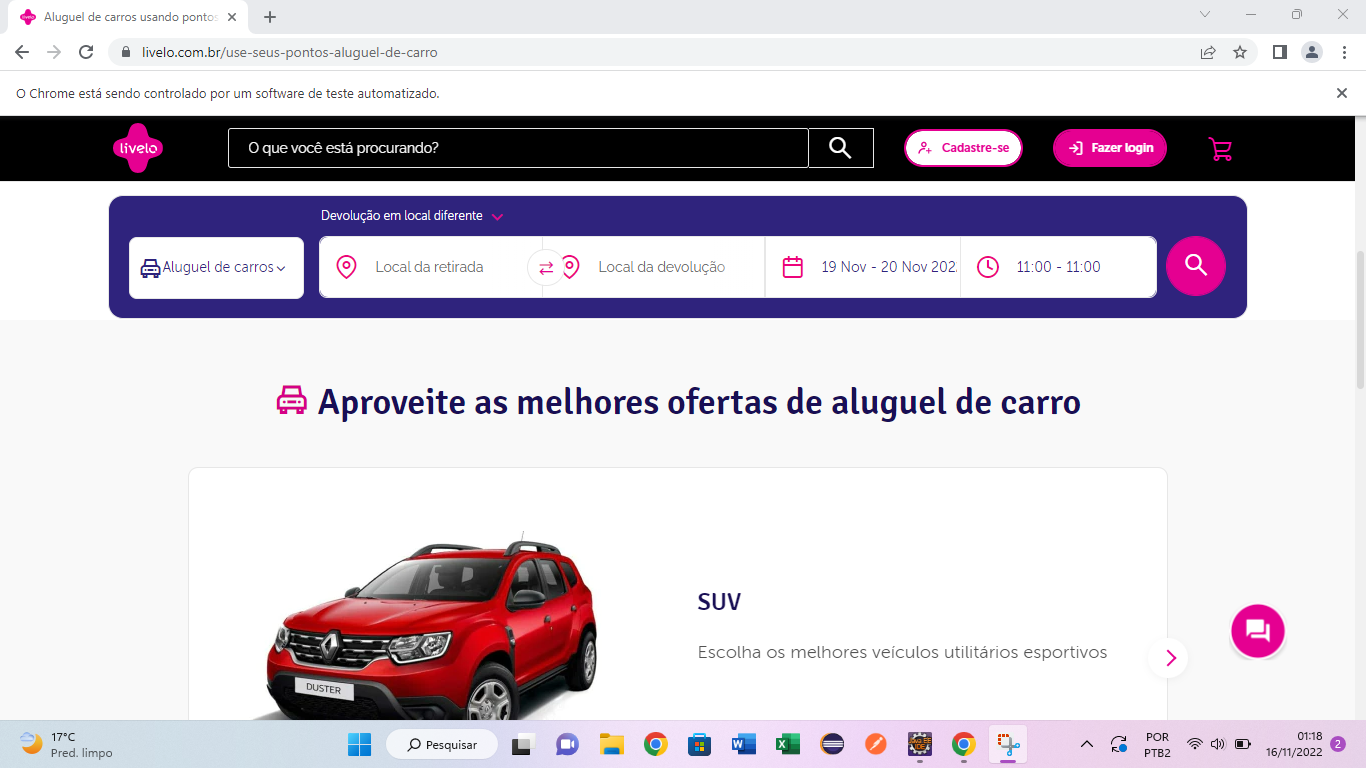 livelo
Aluguel de carros usando pontos
livelo.com.br/use-seus-pontos-aluguel-de-carro
O Chrome está sendo controlado por um software de teste automatizado.
livelo
O que você está procurando?
Cadastre-se
Fazer login
Devolução em local diferente
Aluguel de carros
Local da retirada
Local da devolução
19 Nov - 20 Nov 202
11:00 - 11:00
Aproveite as melhores ofertas de aluguel de carro
SUV
Escolha os melhores veículos utilitários esportivos
DUSTER
17°C
Pred. limpo
Pesquisar
POR
PTB2
01:18
16/11/2022
2